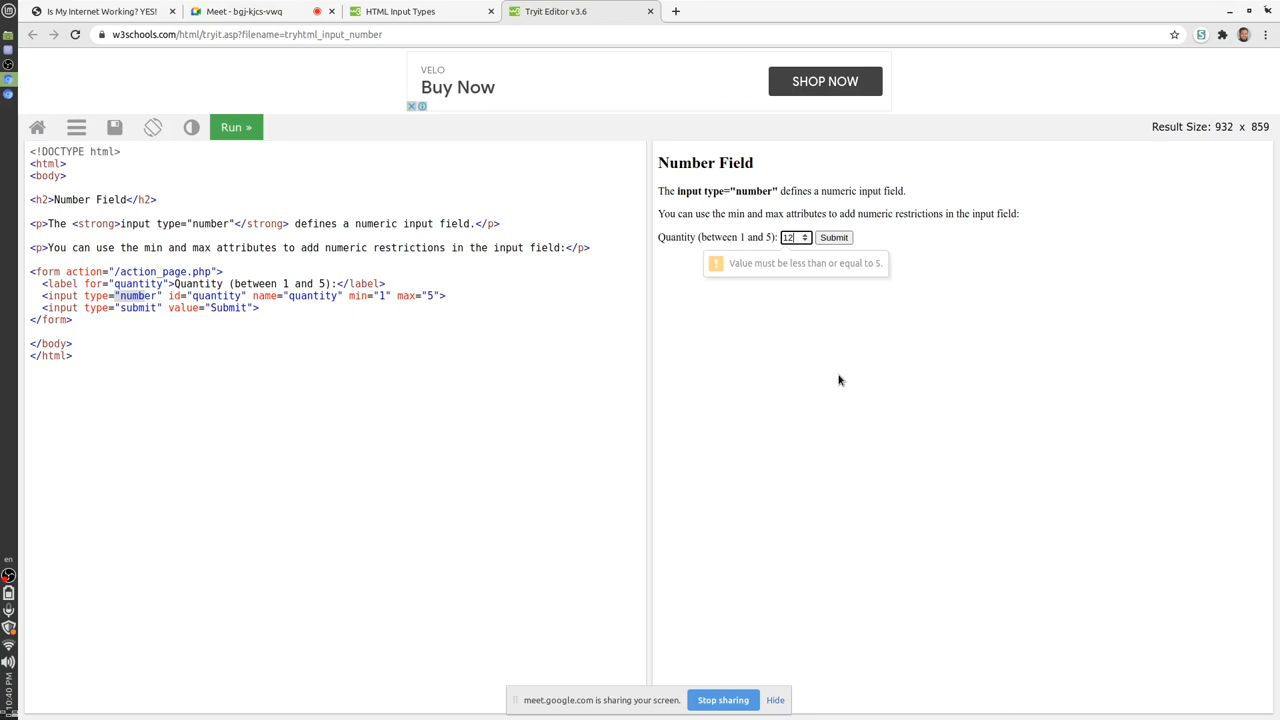 Is My Internet Working? YES!
Meet - bgj-kjcs-vwq
HTML Input Types
Tryit Editor v3.6
w3schools.com/html/tryit.asp?filename=tryhtml_input_number
VELO
Buy Now
SHOP NOW
Run »
Result Size: 932 x 859
<!DOCTYPE html>
<html>
<body>
<h2>Number Field</h2>
<p>The <strong>input type="number"</strong> defines a numeric input field.</p>
<p>You can use the min and max attributes to add numeric restrictions in the input field:</p>
<form action="/action_page.php">
<label for="quantity">Quantity (between 1 and 5):</label>
<input type="number" id="quantity" name="quantity" min="1" max="5">
<input type="submit" value="Submit">
</form>
</body>
</html>
Number Field
The input type="number" defines a numeric input field.
You can use the min and max attributes to add numeric restrictions in the input field:
Quantity (between 1 and 5): 12 Submit
Value must be less than or equal to 5.
en
10:40 PM
meet.google.com is sharing your screen. Stop sharing Hide